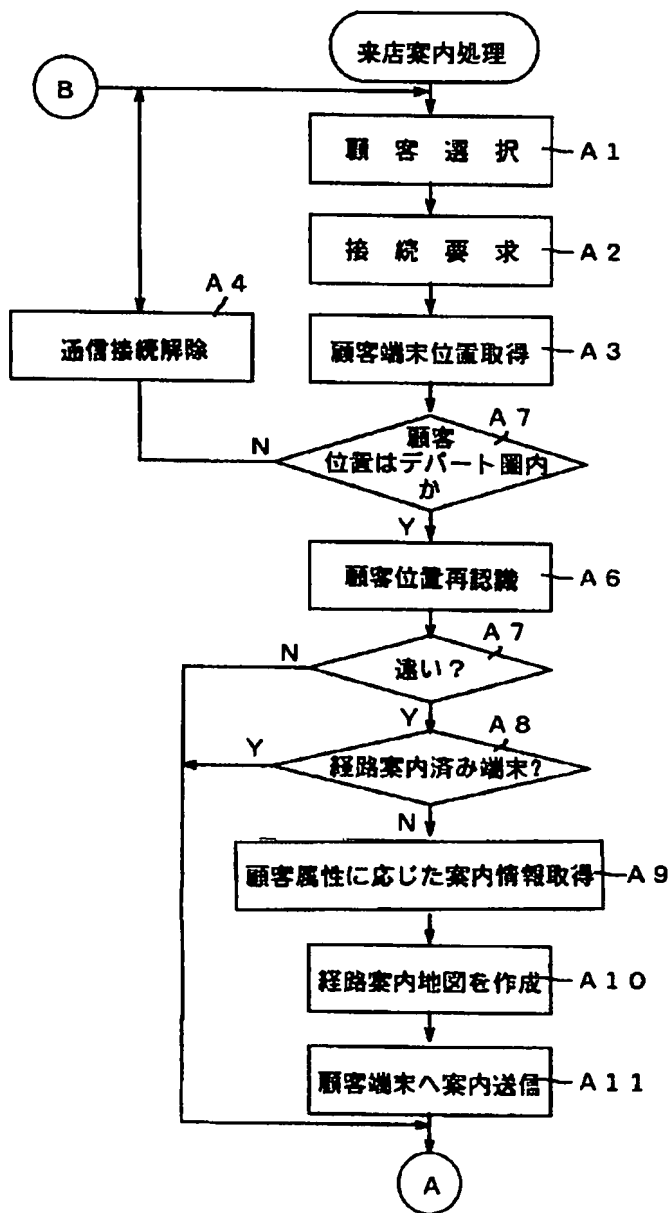 来店案内処理
B
顧客選択
A1
接続要求
A2
A4
通信接続解除
顧客端末位置取得
A3
A7
顧客
位置はデパート圏内
か
N
Y
顧客位置再認識
A6
A7
N
遠い?
Y
A8
Y
経路案内済み端末?
N
顧客属性に応じた案内情報取得
A9
経路案内地図を作成
A10
顧客端末へ案内送信
A11
A